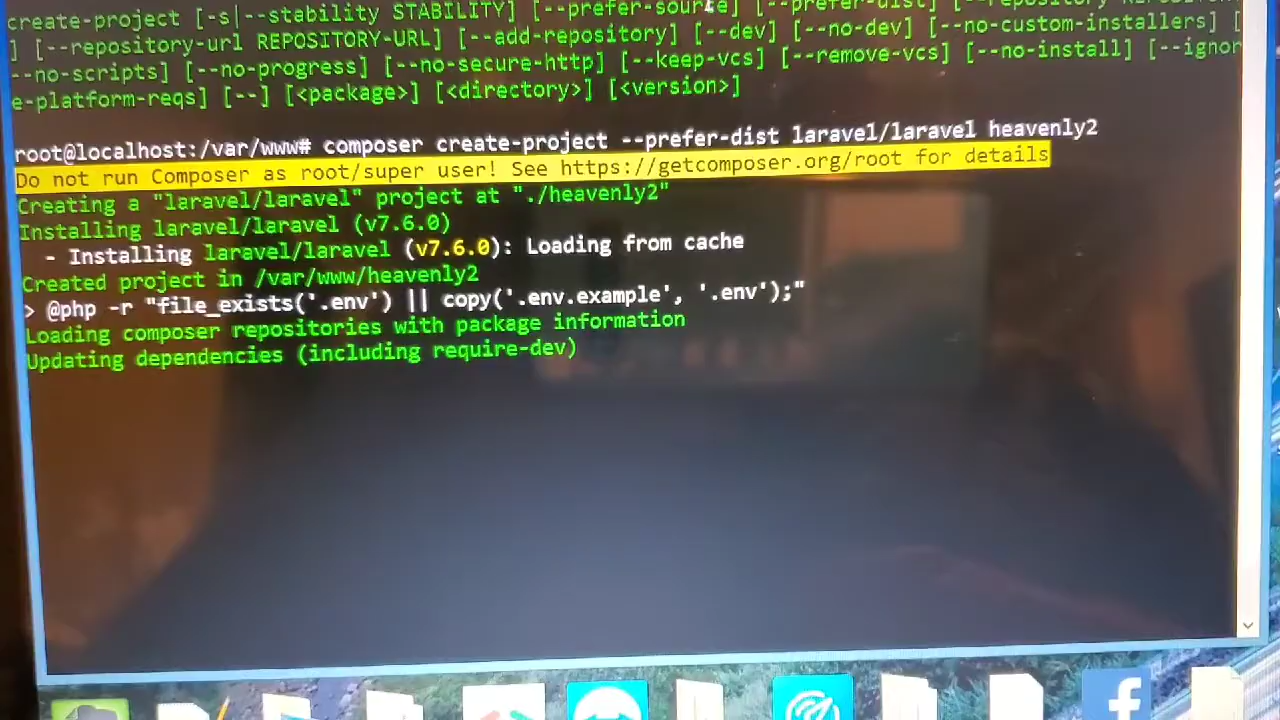 create-project [-s|--stability STABILITY] [--prefer-source] [--prefer-dist]
] [--repository-url REPOSITORY-URL] [--add-repository] [--dev] [--no-dev] [--no-custom-installers] [
--no-scripts] [--no-progress] [--no-secure-http] [--keep-vcs] [--remove-vcs] [--no-install] [--ignor
e-platform-reqs] [--] [<package>] [<directory>] [<version>]
root@localhost:/var/www# composer create-project --prefer-dist laravel/laravel heavenly2
Do not run Composer as root/super user! See https://getcomposer.org/root for details
Creating a "laravel/laravel" project at "./heavenly2"
Installing laravel/laravel (v7.6.0)
- Installing laravel/laravel (v7.6.0): Loading from cache
Created project in /var/www/heavenly2
> @php -r "file_exists('.env') || copy('.env.example', '.env');"
Loading composer repositories with package information
Updating dependencies (including require-dev)